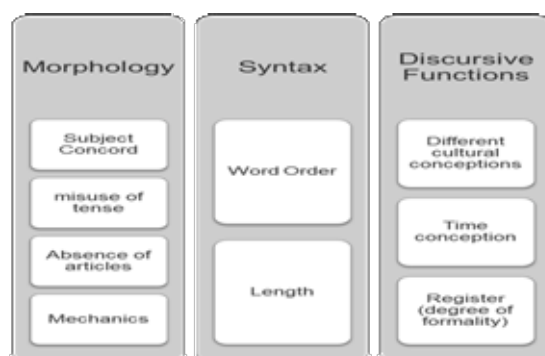 Morphology
Subject
Concord
misuse of
tense
Absence of
articles
Mechanics
Syntax
Word Order
Length
Discursive
Functions
Different
cultural
conceptions
Time
conception
Register
(degree of
formality)